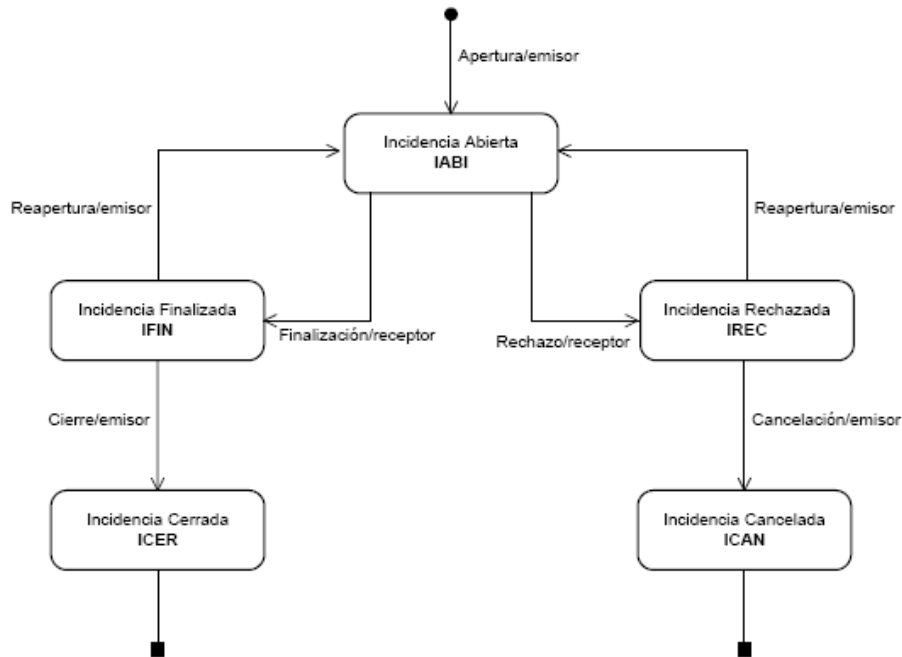 Apertura/emisor
Incidencia Abierta
IABI
Reapertura/emisor
Reapertura/emisor
Incidencia Finalizada
IFIN
Finalización/receptor
Rechazo/receptor
Incidencia Rechazada
IREC
Cierre/emisor
Cancelación/emisor
Incidencia Cerrada
ICER
Incidencia Cancelada
ICAN